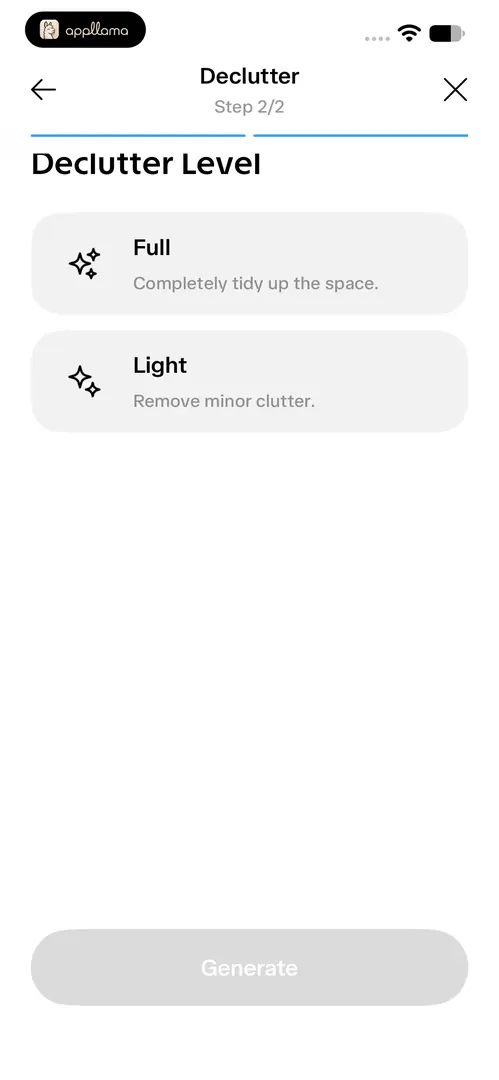 appllama
Declutter
Step 2/2
Declutter Level
Full
Completely tidy up the space.
Light
Remove minor clutter.
Generate